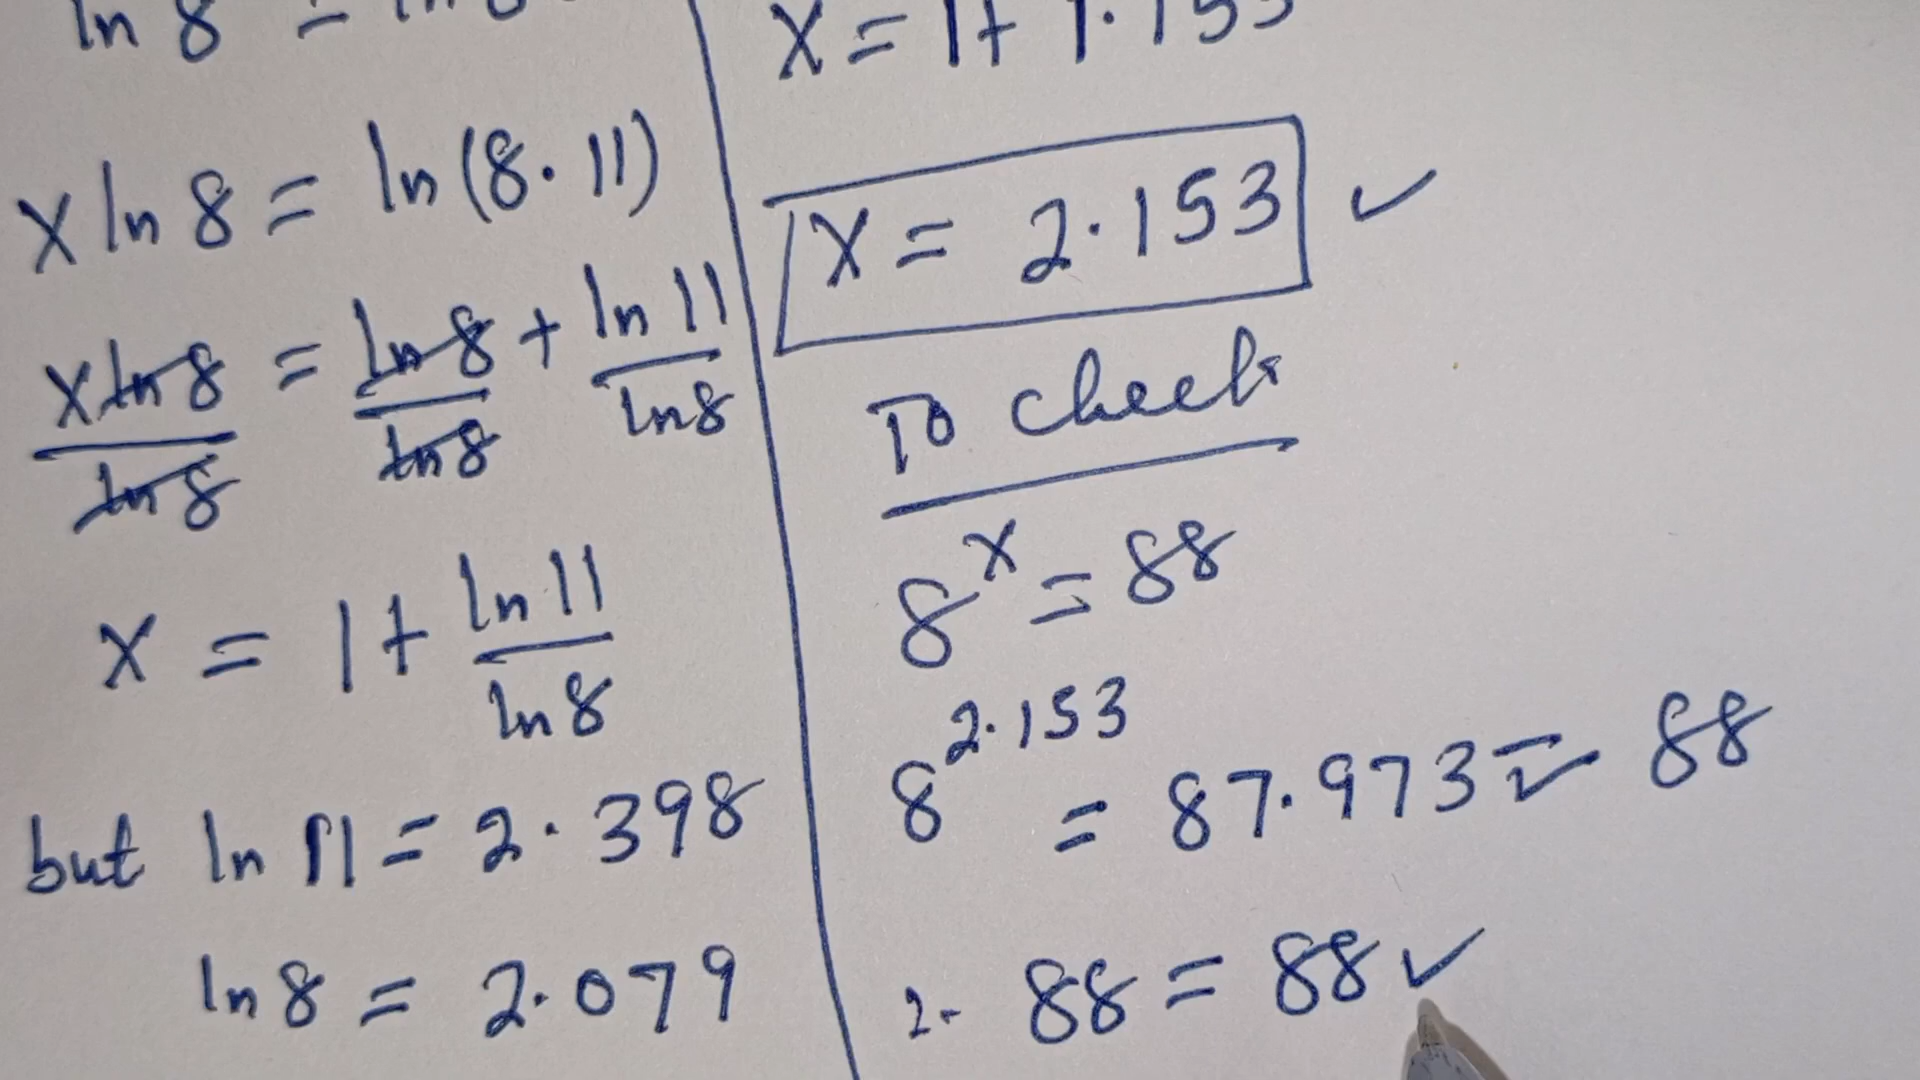 ln 8 =
x ln 8 = ln (8·11)
x ln 8 / ln 8 = ln 8 / ln 8 + ln 11 / ln 8
x = 1 + ln 11 / ln 8
but ln 11 = 2.398
ln 8 = 2.079
x = 1 + 1.153
x = 2.153 ✓
To check
8^x = 88
8^2.153 = 87.973 = 88
88 = 88 ✓